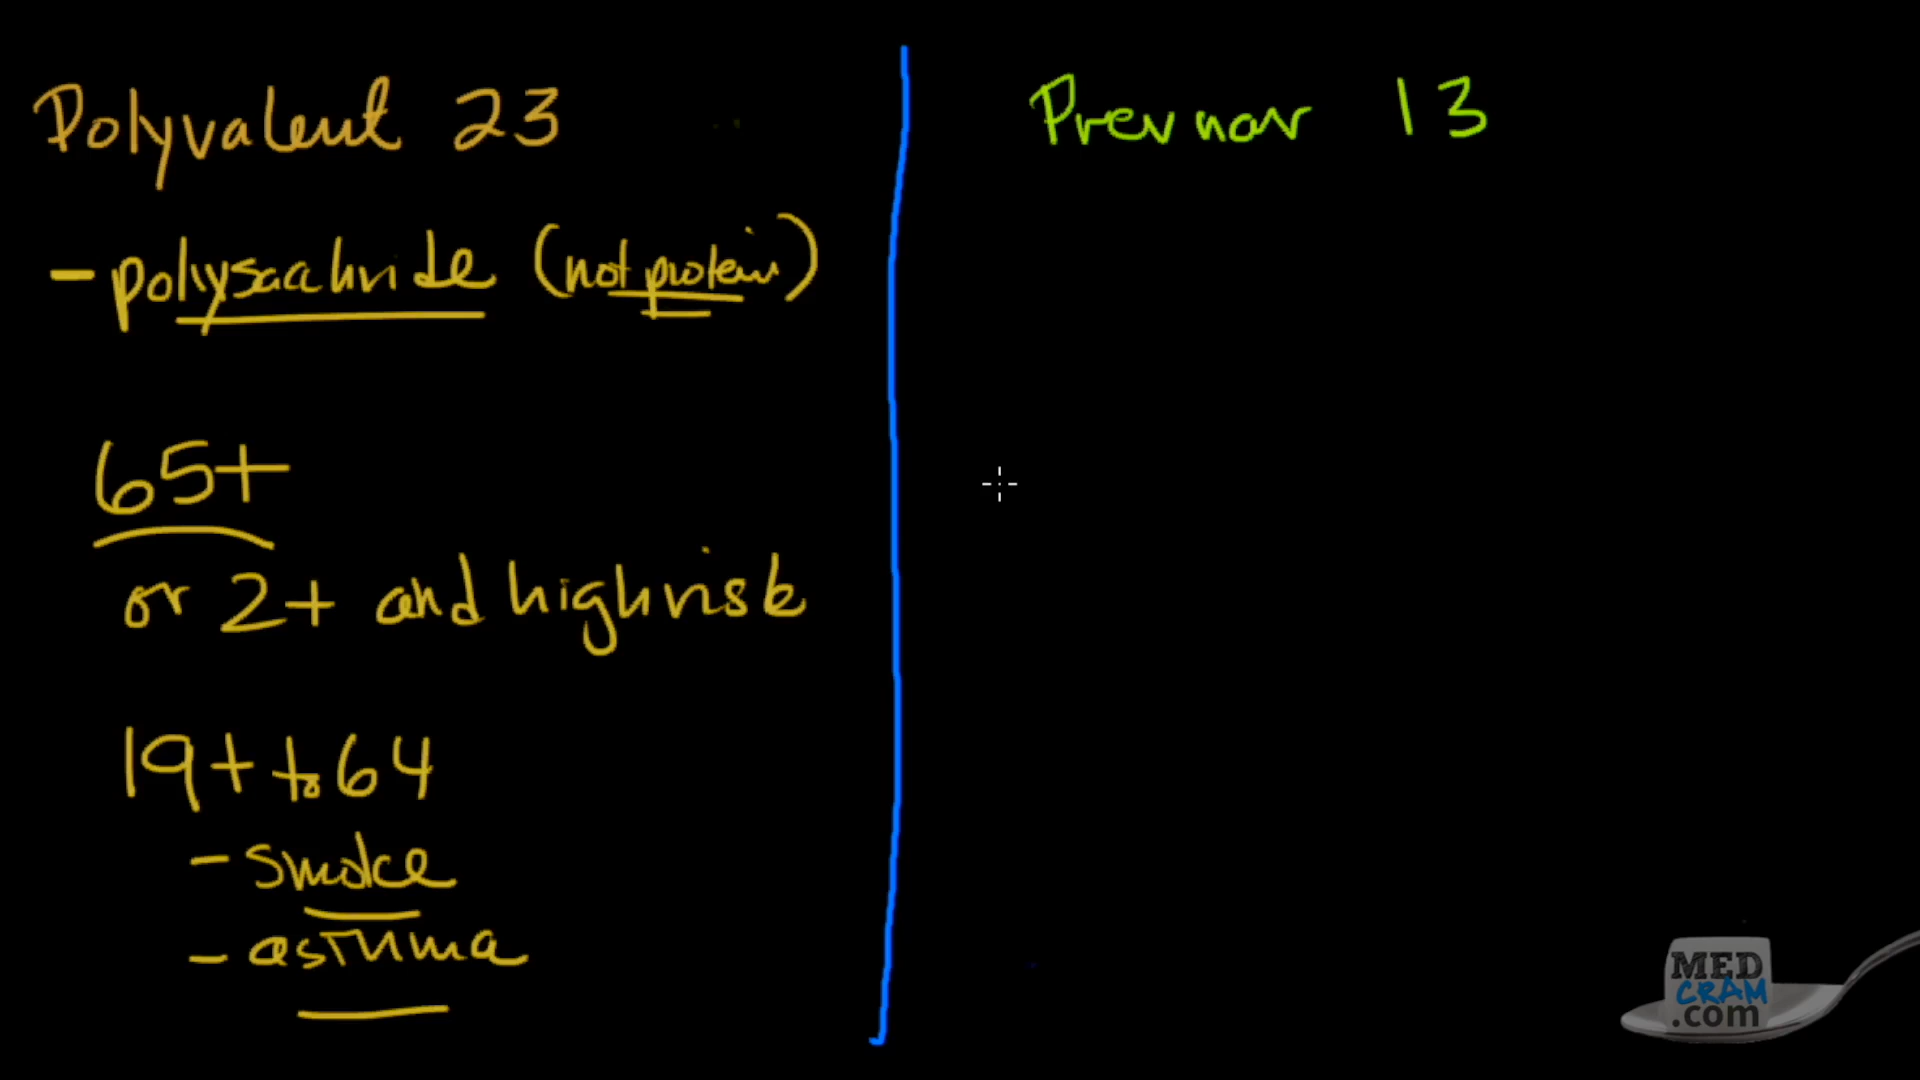 Polyvalent 23
- polysacchride (not protein)
65+
or 2+ and high risk
19+ to 64
- smoke
- asthma
Prevnar 13
MED
CRAM
.com